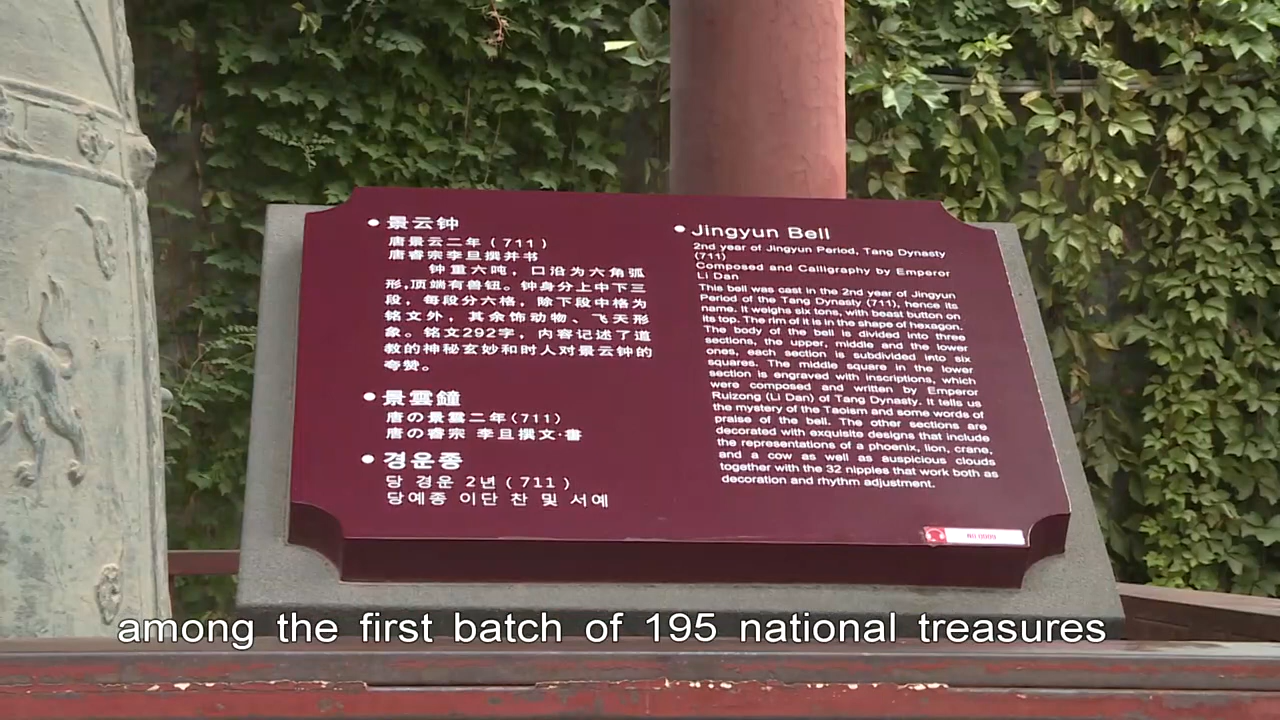 景云钟
唐景云二年（711）
唐睿宗李旦撰并书
钟重六吨，口沿为六角弧
形,顶端有兽钮。钟身分上中下三
段，每段分六格，除下段中格为
铭文外，其余饰动物、飞天形
象。铭文292字，内容记述了道
教的神秘玄妙和时人对景云钟的
夸赞。
景雲鐘
唐の景雲二年(711)
唐の睿宗 李旦撰文·書
경운종
당 경운 2년（711）
당예종 이단 찬 및 서예
Jingyun Bell
2nd year of Jingyun Period, Tang Dynasty
(711)
Composed and Calligraphy by Emperor
Li Dan
This bell was cast in the 2nd year of Jingyun
Period of the Tang Dynasty (711), hence its
name. It weighs six tons, with beast button on
its top. The rim of it is in the shape of hexagon.
The body of the bell is divided into three
sections, the upper, middle and the lower
ones, each section is subdivided into six
squares. The middle square in the lower
section is engraved with inscriptions, which
were composed and written by Emperor
Ruizong (Li Dan) of Tang Dynasty. It tells us
the mystery of the Taoism and some words of
praise of the bell. The other sections are
decorated with exquisite designs that include
the representations of a phoenix, lion, crane,
and a cow as well as auspicious clouds
together with the 32 nipples that work both as
decoration and rhythm adjustment.
among the first batch of 195 national treasures